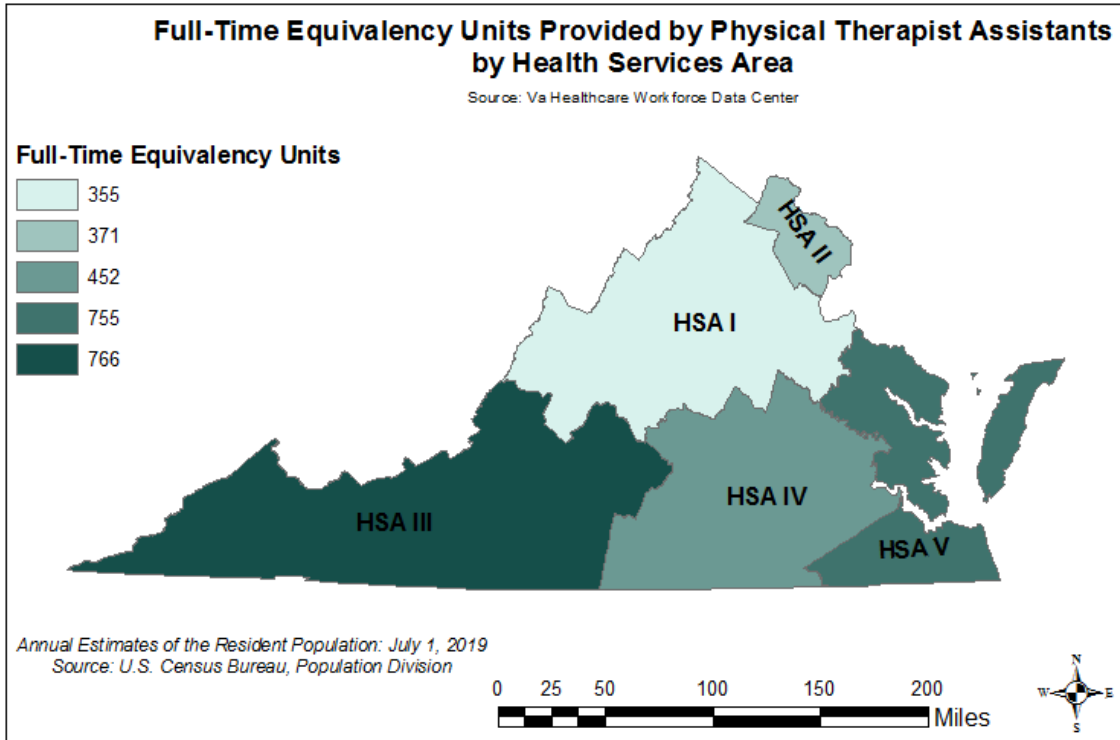 Full-Time Equivalency Units Provided by Physical Therapist Assistants
by Health Services Area
Source: Va Healthcare Workforce Data Center
Full-Time Equivalency Units
355
371
452
755
766
HSA II
HSA I
HSA IV
HSA III
HSA V
Annual Estimates of the Resident Population: July 1, 2019
Source: U.S. Census Bureau, Population Division
0 25 50 100 150 200
Miles
N
W E
S